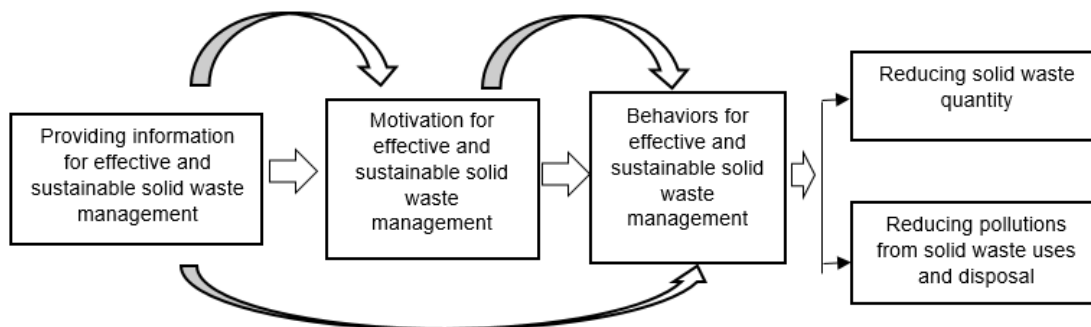 Providing information
for effective and
sustainable solid waste
management
Motivation for
effective and
sustainable solid
waste
management
Behaviors for
effective and
sustainable solid
waste
management
Reducing solid waste
quantity
Reducing pollutions
from solid waste uses
and disposal